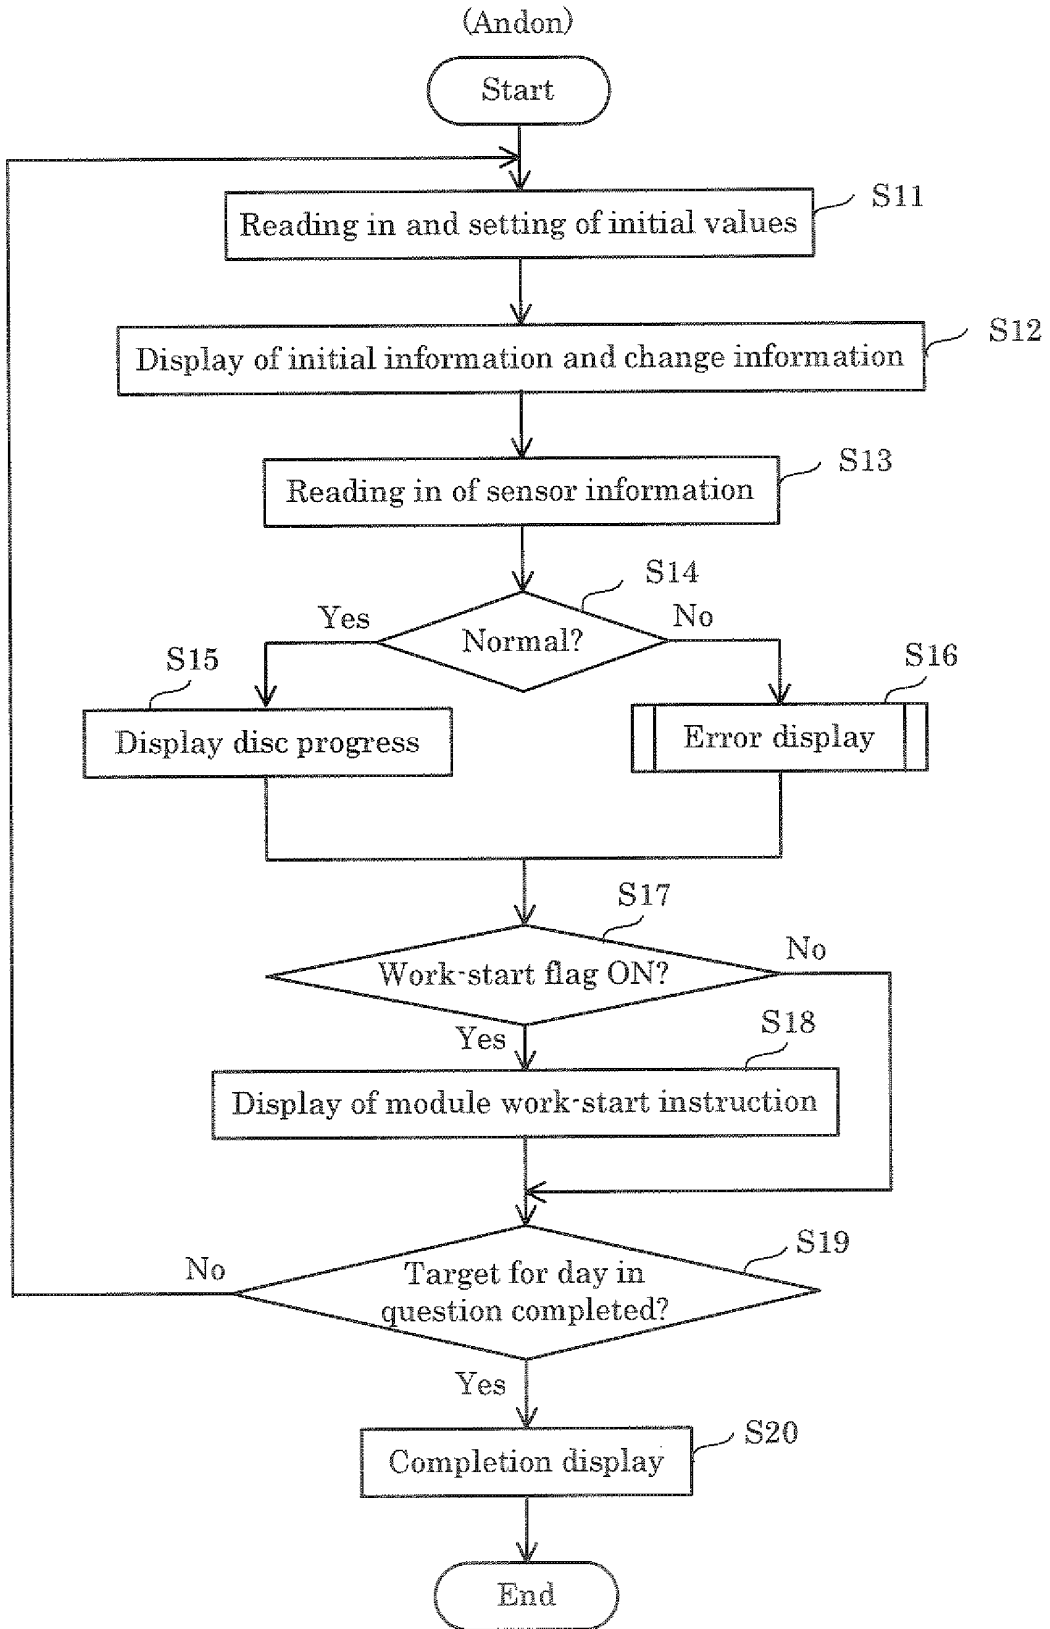 (Andon)
Start
S11
Reading in and setting of initial values
S12
Display of initial information and change information
S13
Reading in of sensor information
S14
Yes
Normal?
No
S15
S16
Display disc progress
Error display
S17
Work-start flag ON?
No
Yes
S18
Display of module work-start instruction
S19
No
Target for day in
question completed?
Yes
S20
Completion display
End